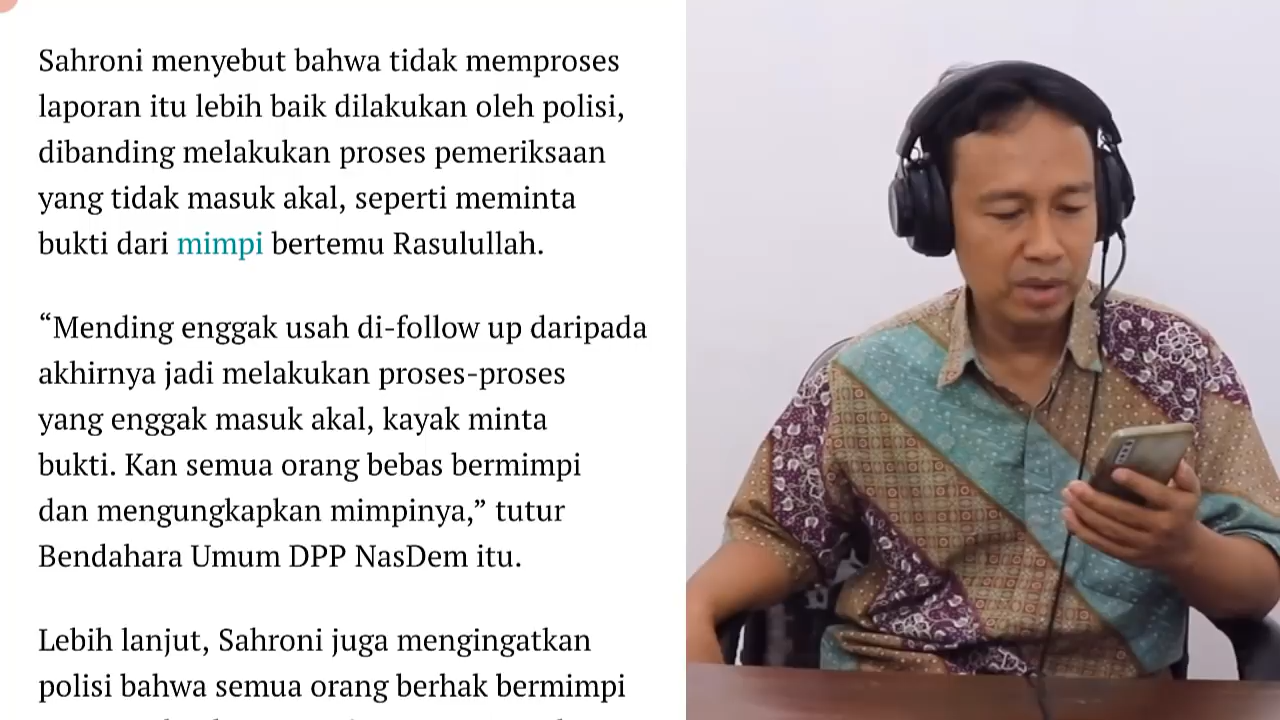 Sahroni menyebut bahwa tidak memproses
laporan itu lebih baik dilakukan oleh polisi,
dibanding melakukan proses pemeriksaan
yang tidak masuk akal, seperti meminta
bukti dari mimpi bertemu Rasulullah.
“Mending enggak usah di-follow up daripada
akhirnya jadi melakukan proses-proses
yang enggak masuk akal, kayak minta
bukti. Kan semua orang bebas bermimpi
dan mengungkapkan mimpinya,” tutur
Bendahara Umum DPP NasDem itu.
Lebih lanjut, Sahroni juga mengingatkan
polisi bahwa semua orang berhak bermimpi